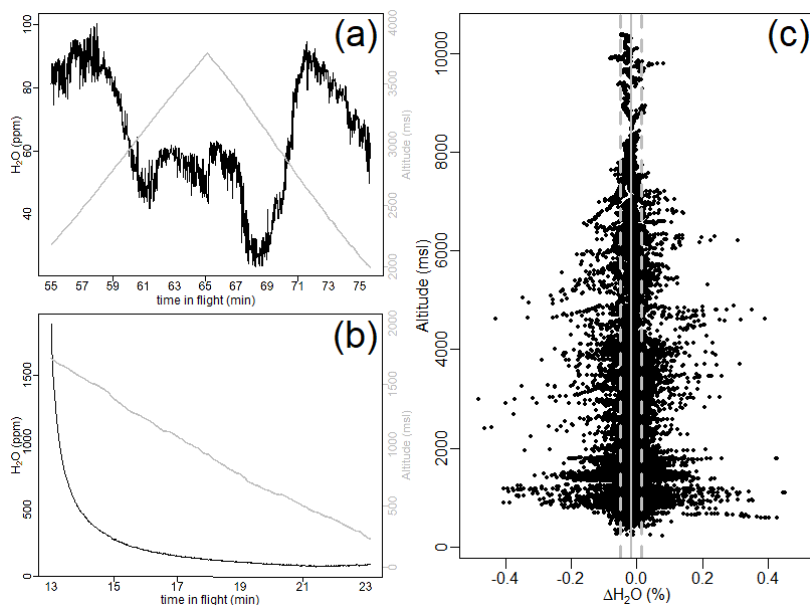 (a)
H₂O (ppm)
40 60 80 100
Altitude (msl)
2000 2500 3000 3500 4000
55 57 59 61 63 65 67 69 71 73 75
time in flight (min)
(b)
H₂O (ppm)
0 500 1000 1500
Altitude (msl)
0 500 1000 1500 2000
13 15 17 19 21 23
time in flight (min)
(c)
Altitude (msl)
0 2000 4000 6000 8000 10000
-0.4 -0.2 0.0 0.2 0.4
ΔH₂O (%)